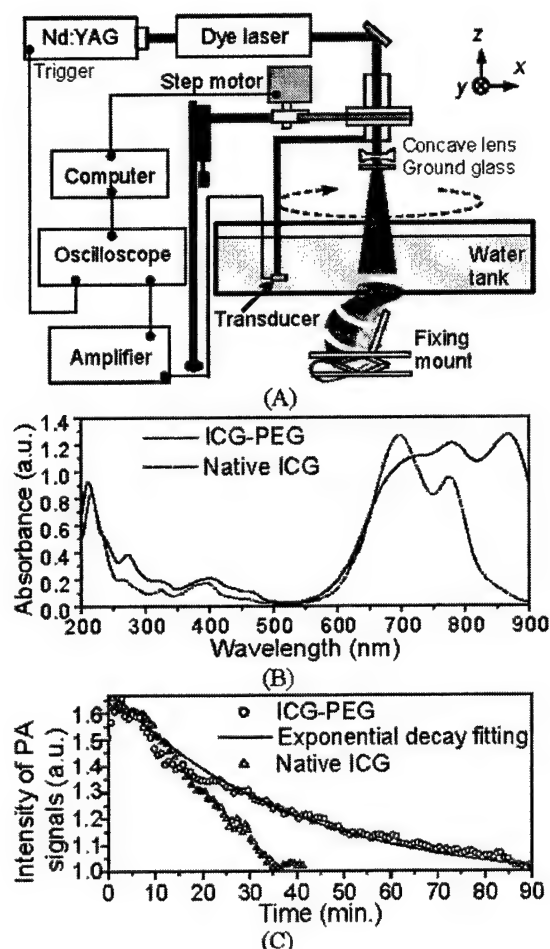 Nd:YAG
Dye laser
Trigger
Step motor
z
y
x
Concave lens
Ground glass
Computer
Oscilloscope
Water
tank
Transducer
Fixing
mount
Amplifier
(A)
Absorbance (a.u.)
1.4
1.2
1.0
0.8
0.6
0.4
0.2
0.0
ICG-PEG
Native ICG
200 300 400 500 600 700 800 900
Wavelength (nm)
(B)
Intensity of PA
signals (a.u.)
1.6
1.5
1.4
1.3
1.2
1.1
1.0
ICG-PEG
Exponential decay fitting
Native ICG
0 10 20 30 40 50 60 70 80 90
Time (min.)
(C)